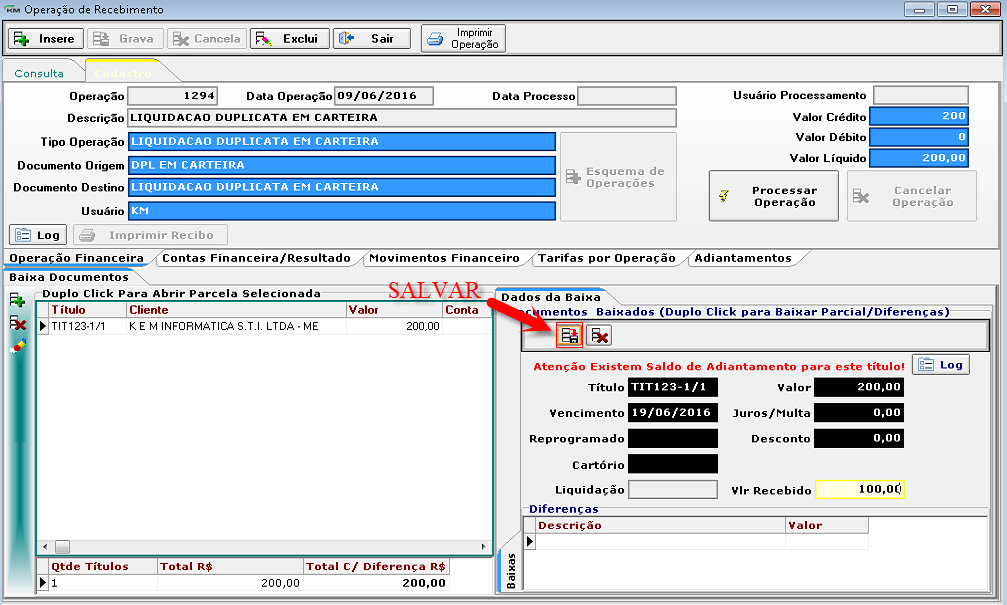 KM Operação de Recebimento
Insere Grava Cancela Exclui Sair Imprimir Operação
Consulta Cadastro
Operação 1294 Data Operação 09/06/2016 Data Processo Usuário Processamento
Descrição LIQUIDACAO DUPLICATA EM CARTEIRA Valor Crédito 200
Tipo Operação LIQUIDACAO DUPLICATA EM CARTEIRA Valor Débito 0
Documento Origem DPL EM CARTEIRA Valor Líquido 200,00
Documento Destino LIQUIDACAO DUPLICATA EM CARTEIRA
Usuário KM
Esquema de Operações
Processar Operação
Cancelar Operação
Log Imprimir Recibo
Operação Financeira Contas Financeira/Resultado Movimentos Financeiro Tarifas por Operação Adiantamentos
Baixa Documentos
Duplo Click Para Abrir Parcela Selecionada
Título Cliente Valor Conta
TIT123-1/1 K E M INFORMATICA S.T.I. LTDA - ME 200,00
Qtde Títulos Total R$ Total C/ Diferença R$
1 200,00 200,00
SALVAR
Dados da Baixa
ocumentos Baixados (Duplo Click para Baixar Parcial/Diferenças)
Atenção Existem Saldo de Adiantamento para este título! Log
Título TIT123-1/1 Valor 200,00
Vencimento 19/06/2016 Juros/Multa 0,00
Reprogramado Desconto 0,00
Cartório
Liquidação Vlr Recebido 100,00
Diferenças
Descrição Valor
Baixas